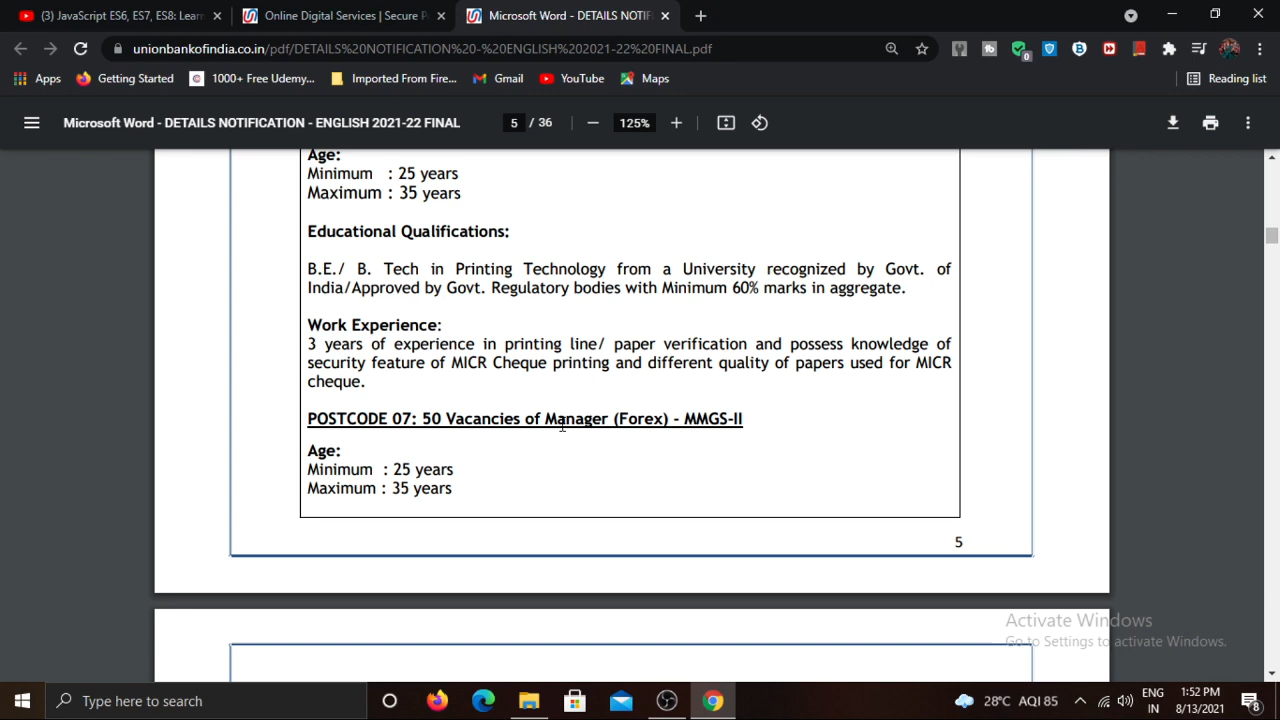 (3) JavaScript ES6, ES7, ES8: Learn
Online Digital Services | Secure P
Microsoft Word - DETAILS NOTIF
unionbankofindia.co.in/pdf/DETAILS%20NOTIFICATION%20-%20ENGLISH%202021-22%20FINAL.pdf
Apps
Getting Started
1000+ Free Udemy...
Imported From Fire...
Gmail
YouTube
Maps
Reading list
Microsoft Word - DETAILS NOTIFICATION - ENGLISH 2021-22 FINAL
5 / 36
125%
Age:
Minimum : 25 years
Maximum : 35 years
Educational Qualifications:
B.E./ B. Tech in Printing Technology from a University recognized by Govt. of
India/Approved by Govt. Regulatory bodies with Minimum 60% marks in aggregate.
Work Experience:
3 years of experience in printing line/ paper verification and possess knowledge of
security feature of MICR Cheque printing and different quality of papers used for MICR
cheque.
POSTCODE 07: 50 Vacancies of Manager (Forex) - MMGS-II
Age:
Minimum : 25 years
Maximum : 35 years
5
Activate Windows
Go to Settings to activate Windows.
Type here to search
28°C AQI 85
ENG
IN
1:52 PM
8/13/2021
8